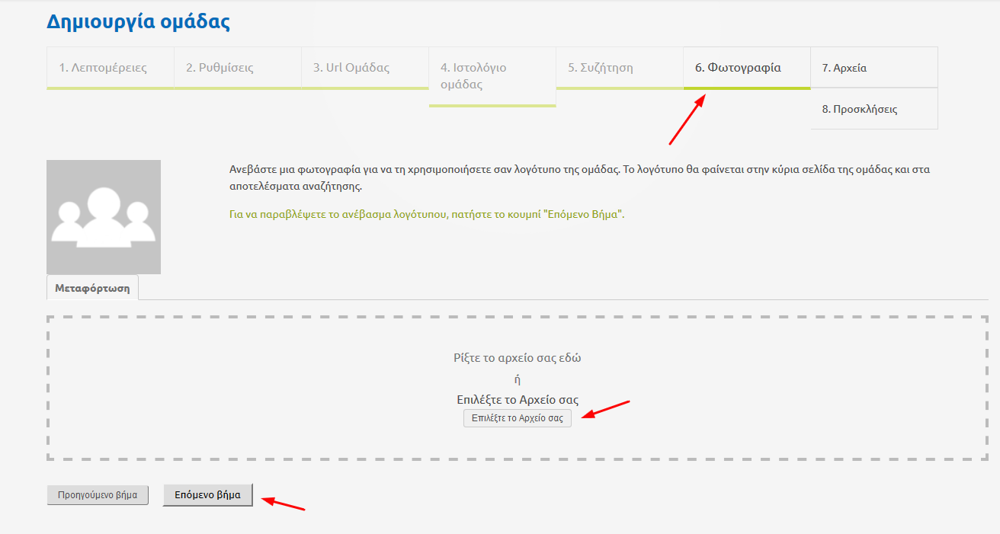 Δημιουργία ομάδας
1. Λεπτομέρειες
2. Ρυθμίσεις
3. Url Ομάδας
4. Ιστολόγιο
ομάδας
5. Συζήτηση
6. Φωτογραφία
7. Αρχεία
8. Προσκλήσεις
Ανεβάστε μια φωτογραφία για να τη χρησιμοποιήσετε σαν λογότυπο της ομάδας. Το λογότυπο θα φαίνεται στην κύρια σελίδα της ομάδας και στα
αποτελέσματα αναζήτησης.
Για να παραβλέψετε το ανέβασμα λογότυπου, πατήστε το κουμπί "Επόμενο Βήμα".
Μεταφόρτωση
Ρίξτε το αρχείο σας εδώ
ή
Επιλέξτε το Αρχείο σας
Επιλέξτε το Αρχείο σας
Προηγούμενο βήμα
Επόμενο βήμα